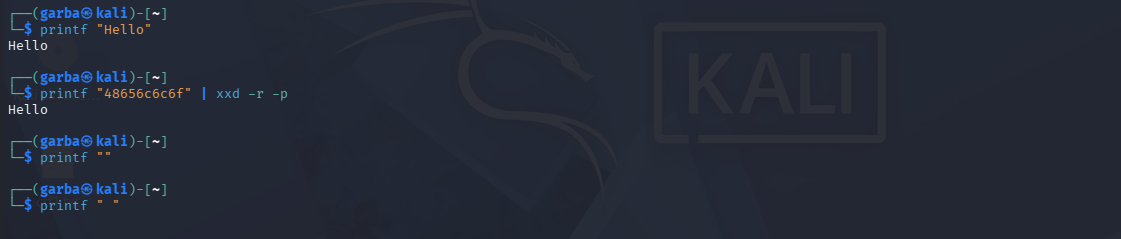 ┌──(garba㉿kali)-[~]
└─$ printf "Hello"
Hello
┌──(garba㉿kali)-[~]
└─$ printf "48656c6c6f" | xxd -r -p
Hello
┌──(garba㉿kali)-[~]
└─$ printf ""
┌──(garba㉿kali)-[~]
└─$ printf " "
KALI